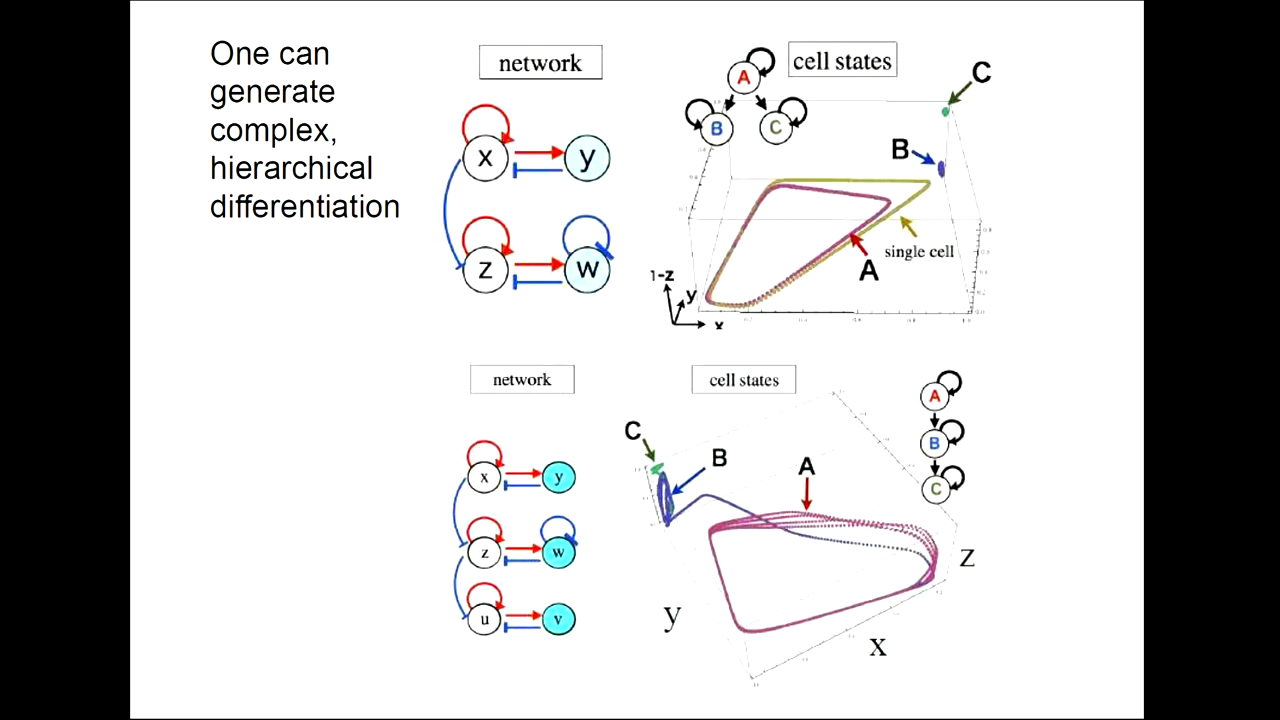 One can
generate
complex,
hierarchical
differentiation
network
x
y
z
w
cell states
A
B
C
C
B
single cell
A
1-z
y
x
network
x
y
z
w
u
v
cell states
A
B
C
C
B
A
z
y
x